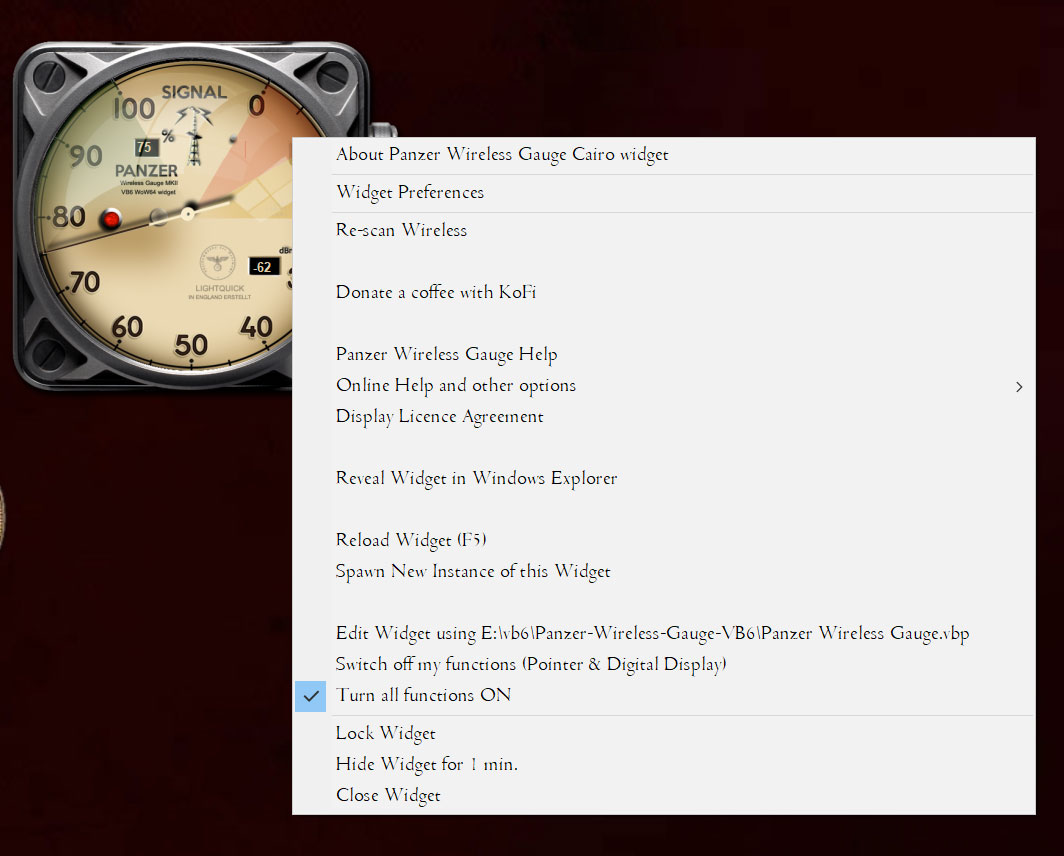 SIGNAL
100
0
%
75
90
PANZER
Wireless Gauge MKII
VB6 WoW64 widget
80
-62
70
LIGHTQUICK
IN ENGLAND ERSTELLT
60
40
50
About Panzer Wireless Gauge Cairo widget
Widget Preferences
Re-scan Wireless
Donate a coffee with KoFi
Panzer Wireless Gauge Help
Online Help and other options
Display Licence Agreement
Reveal Widget in Windows Explorer
Reload Widget (F5)
Spawn New Instance of this Widget
Edit Widget using E:\vb6\Panzer-Wireless-Gauge-VB6\Panzer Wireless Gauge.vbp
Switch off my functions (Pointer & Digital Display)
Turn all functions ON
Lock Widget
Hide Widget for 1 min.
Close Widget